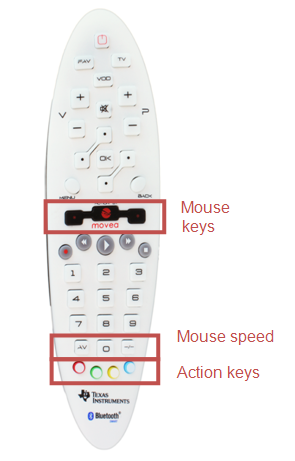 FAV TV
VOD
+ +
V P
− −
OK
MENU BACK
movea
Mouse
keys
1 2 3
4 5 6
7 8 9
0
Mouse speed
Action keys
TEXAS
INSTRUMENTS
Bluetooth